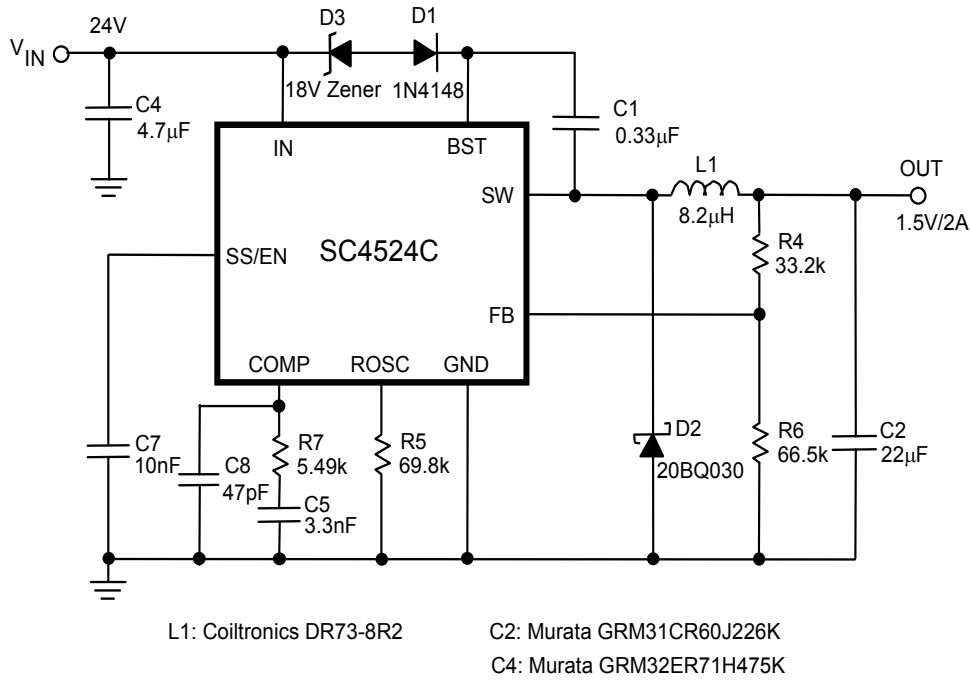 24V
D3
D1
V IN
18V Zener
1N4148
C4
4.7µF
C1
0.33µF
IN
BST
SW
L1
8.2µH
OUT
1.5V/2A
SS/EN
SC4524C
R4
33.2k
FB
COMP
ROSC
GND
C7
10nF
C8
47pF
R7
5.49k
C5
3.3nF
R5
69.8k
D2
20BQ030
R6
66.5k
C2
22µF
L1: Coiltronics DR73-8R2
C2: Murata GRM31CR60J226K
C4: Murata GRM32ER71H475K